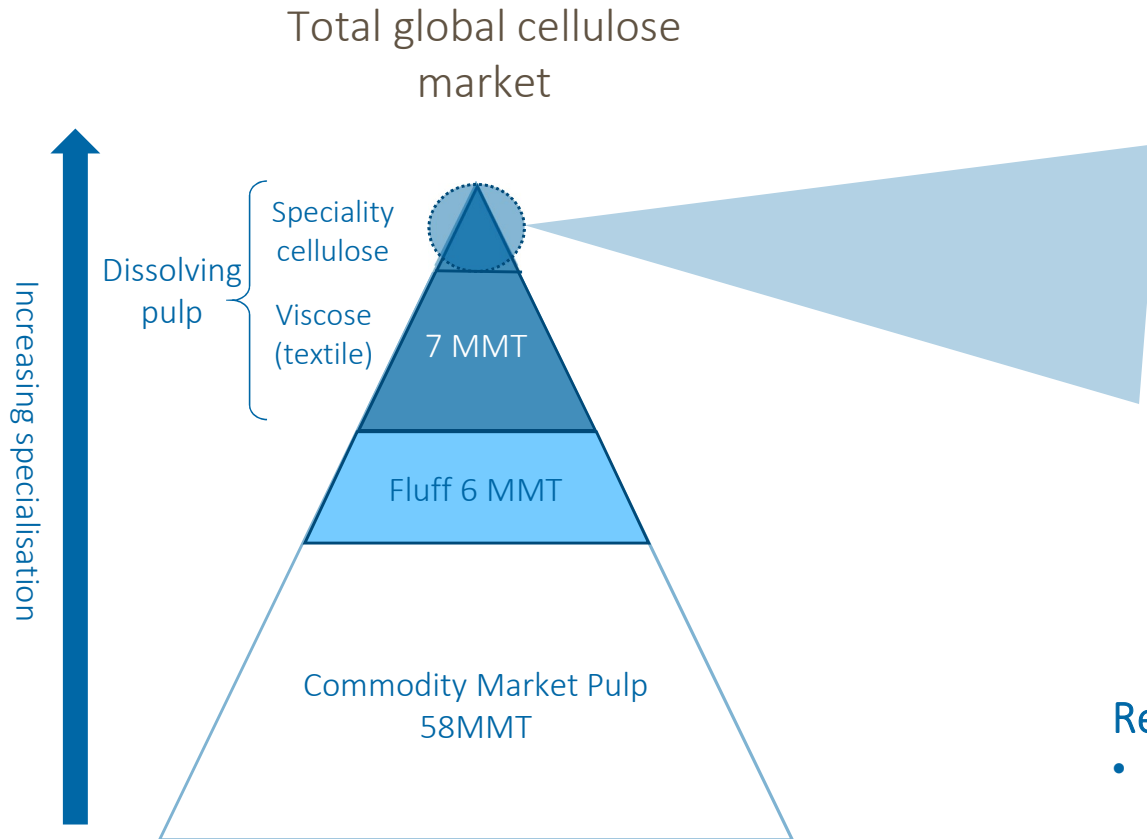 Total global cellulose
market
Increasing specialisation
Dissolving
pulp
Speciality
cellulose
Viscose
(textile)
7 MMT
Fluff 6 MMT
Commodity Market Pulp
58MMT
Re
•